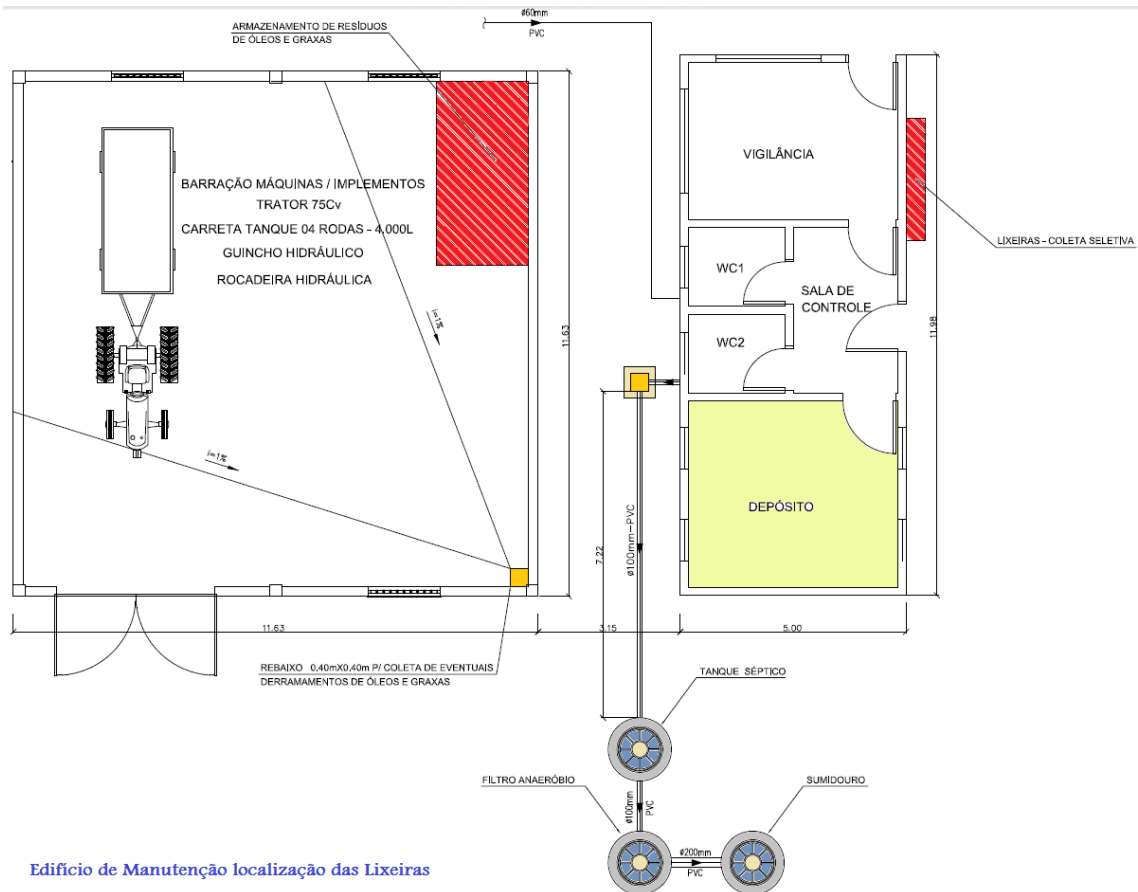 ARMAZENAMENTO DE RESÍDUOS
DE ÓLEOS E GRAXAS
ø60mm
PVC
BARRAÇÃO MÁQUINAS / IMPLEMENTOS
TRATOR 75Cv
CARRETA TANQUE 04 RODAS - 4.000L
GUINCHO HIDRÁULICO
ROCADEIRA HIDRÁULICA
i=1%
i=1%
11.63
VIGILÂNCIA
LIXEIRAS - COLETA SELETIVA
WC1
SALA DE
CONTROLE
WC2
11.98
DEPÓSITO
ø100mm-PVC
7.22
11.63
3.15
5.00
REBAIXO 0,40mX0,40m P/ COLETA DE EVENTUAIS
DERRAMAMENTOS DE ÓLEOS E GRAXAS
TANQUE SÉPTICO
FILTRO ANAERÓBIO
ø100mm
PVC
SUMIDOURO
ø200mm
PVC
Edifício de Manutenção localização das Lixeiras